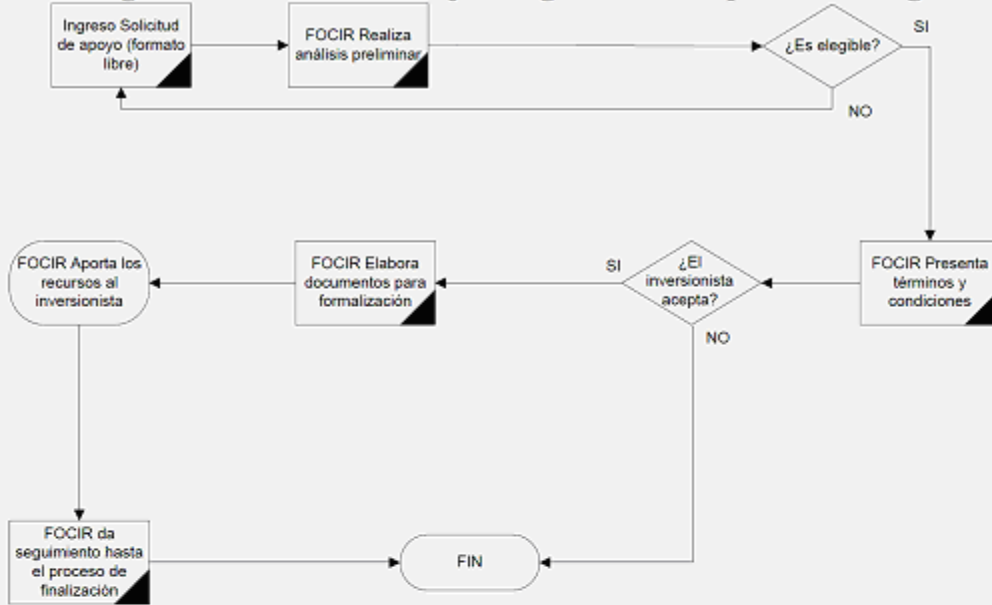 Ingreso Solicitud
de apoyo (formato
libre)
FOCIR Realiza
análisis preliminar
¿Es elegible?
SI
NO
FOCIR Aporta los
recursos al
inversionista
FOCIR Elabora
documentos para
formalización
SI
¿El
inversionista
acepta?
NO
FOCIR Presenta
términos y
condiciones
FOCIR da
seguimiento hasta
el proceso de
finalización
FIN